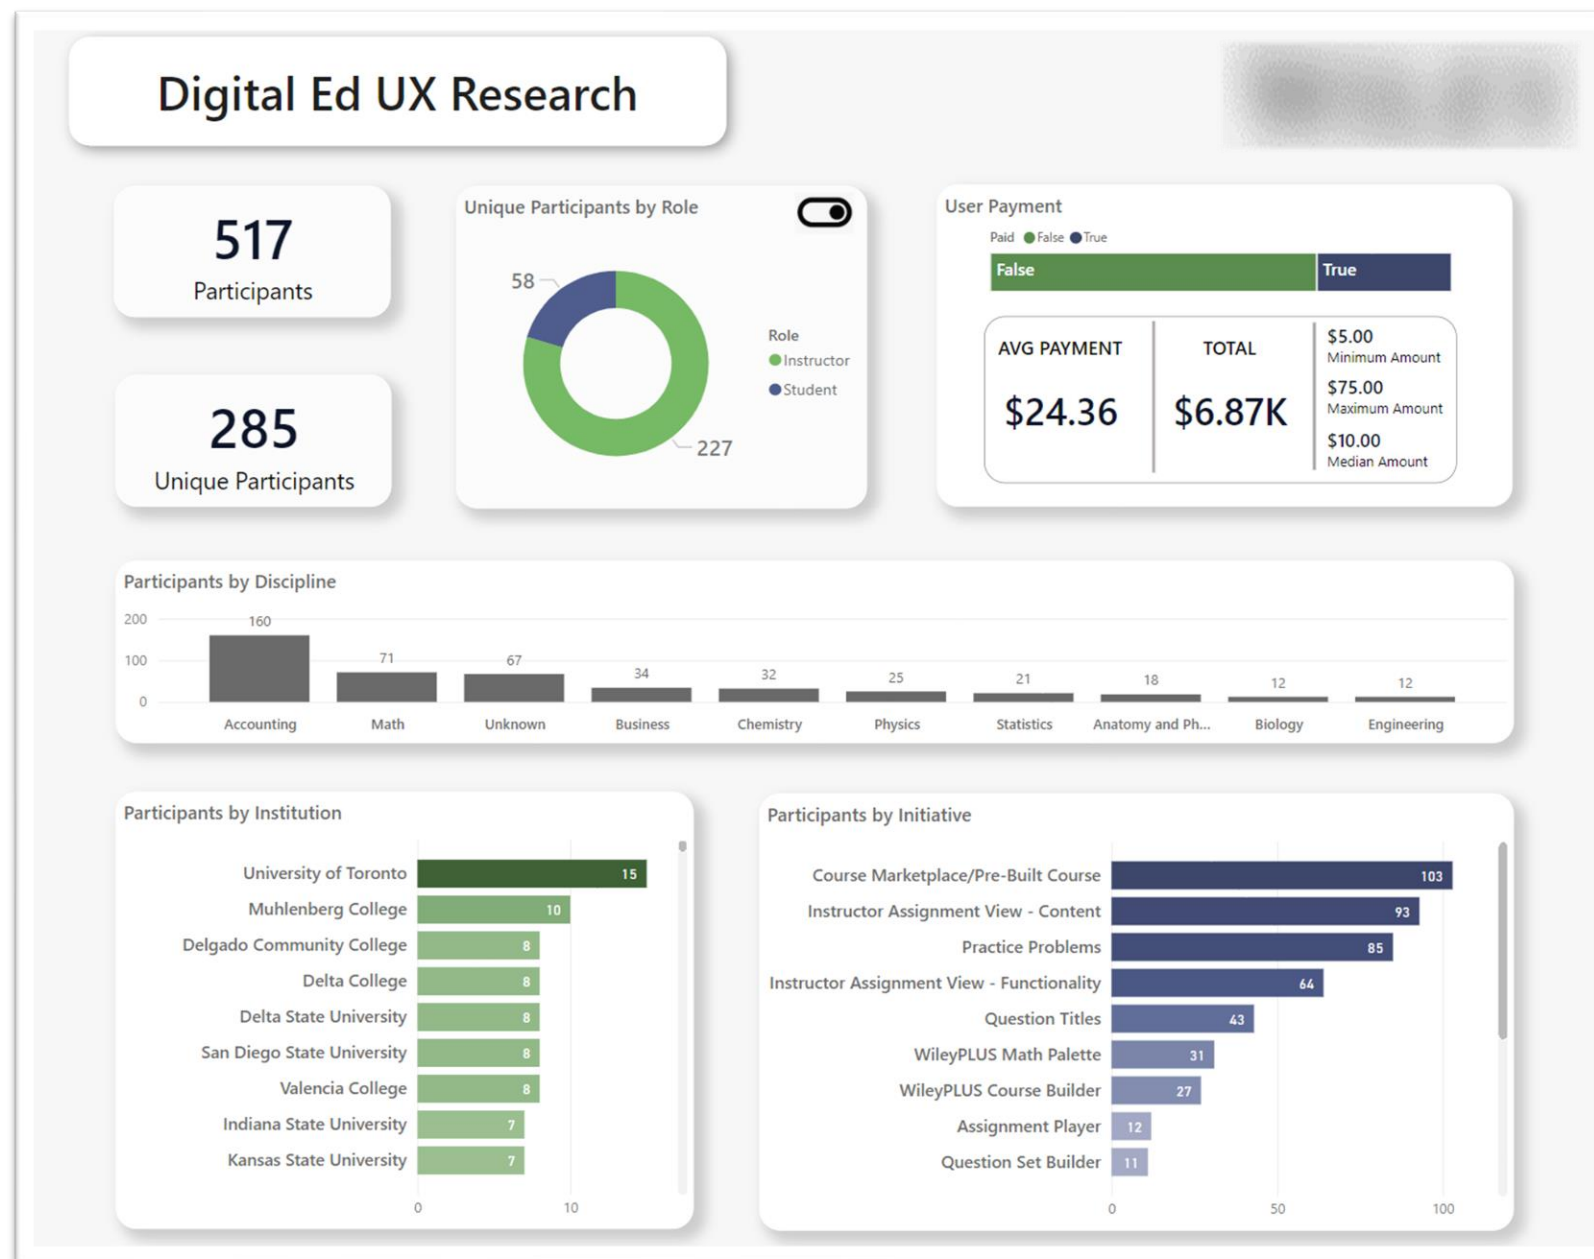 Digital Ed UX Research
517
Participants
285
Unique Participants
Unique Participants by Role
58
227
Role
Instructor
Student
User Payment
Paid False True
False True
AVG PAYMENT
$24.36
TOTAL
$6.87K
$5.00
Minimum Amount
$75.00
Maximum Amount
$10.00
Median Amount
Participants by Discipline
200
100
0
160 71 67 34 32 25 21 18 12 12
Accounting Math Unknown Business Chemistry Physics Statistics Anatomy and Ph... Biology Engineering
Participants by Institution
University of Toronto 15
Muhlenberg College 10
Delgado Community College 8
Delta College 8
Delta State University 8
San Diego State University 8
Valencia College 8
Indiana State University 7
Kansas State University 7
0 10
Participants by Initiative
Course Marketplace/Pre-Built Course 103
Instructor Assignment View - Content 93
Practice Problems 85
Instructor Assignment View - Functionality 64
Question Titles 43
WileyPLUS Math Palette 31
WileyPLUS Course Builder 27
Assignment Player 12
Question Set Builder 11
0 50 100